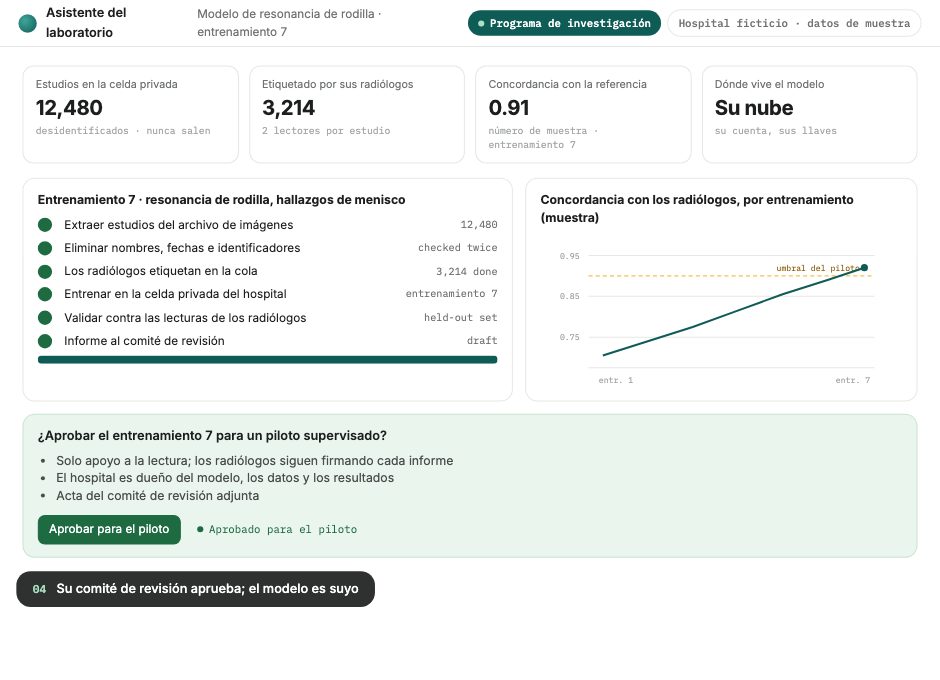 Asistente del
laboratorio
Modelo de resonancia de rodilla ·
entrenamiento 7
Programa de investigación
Hospital ficticio · datos de muestra
Estudios en la celda privada
12,480
desidentificados · nunca salen
Etiquetado por sus radiólogos
3,214
2 lectores por estudio
Concordancia con la referencia
0.91
número de muestra ·
entrenamiento 7
Dónde vive el modelo
Su nube
su cuenta, sus llaves
Entrenamiento 7 · resonancia de rodilla, hallazgos de menisco
Extraer estudios del archivo de imágenes 12,480
Eliminar nombres, fechas e identificadores checked twice
Los radiólogos etiquetan en la cola 3,214 done
Entrenar en la celda privada del hospital entrenamiento 7
Validar contra las lecturas de los radiólogos held-out set
Informe al comité de revisión draft
Concordancia con los radiólogos, por entrenamiento
(muestra)
0.95
umbral del piloto
0.85
0.75
entr. 1 entr. 7
¿Aprobar el entrenamiento 7 para un piloto supervisado?
• Solo apoyo a la lectura; los radiólogos siguen firmando cada informe
• El hospital es dueño del modelo, los datos y los resultados
• Acta del comité de revisión adjunta
Aprobar para el piloto
Aprobado para el piloto
04 Su comité de revisión aprueba; el modelo es suyo